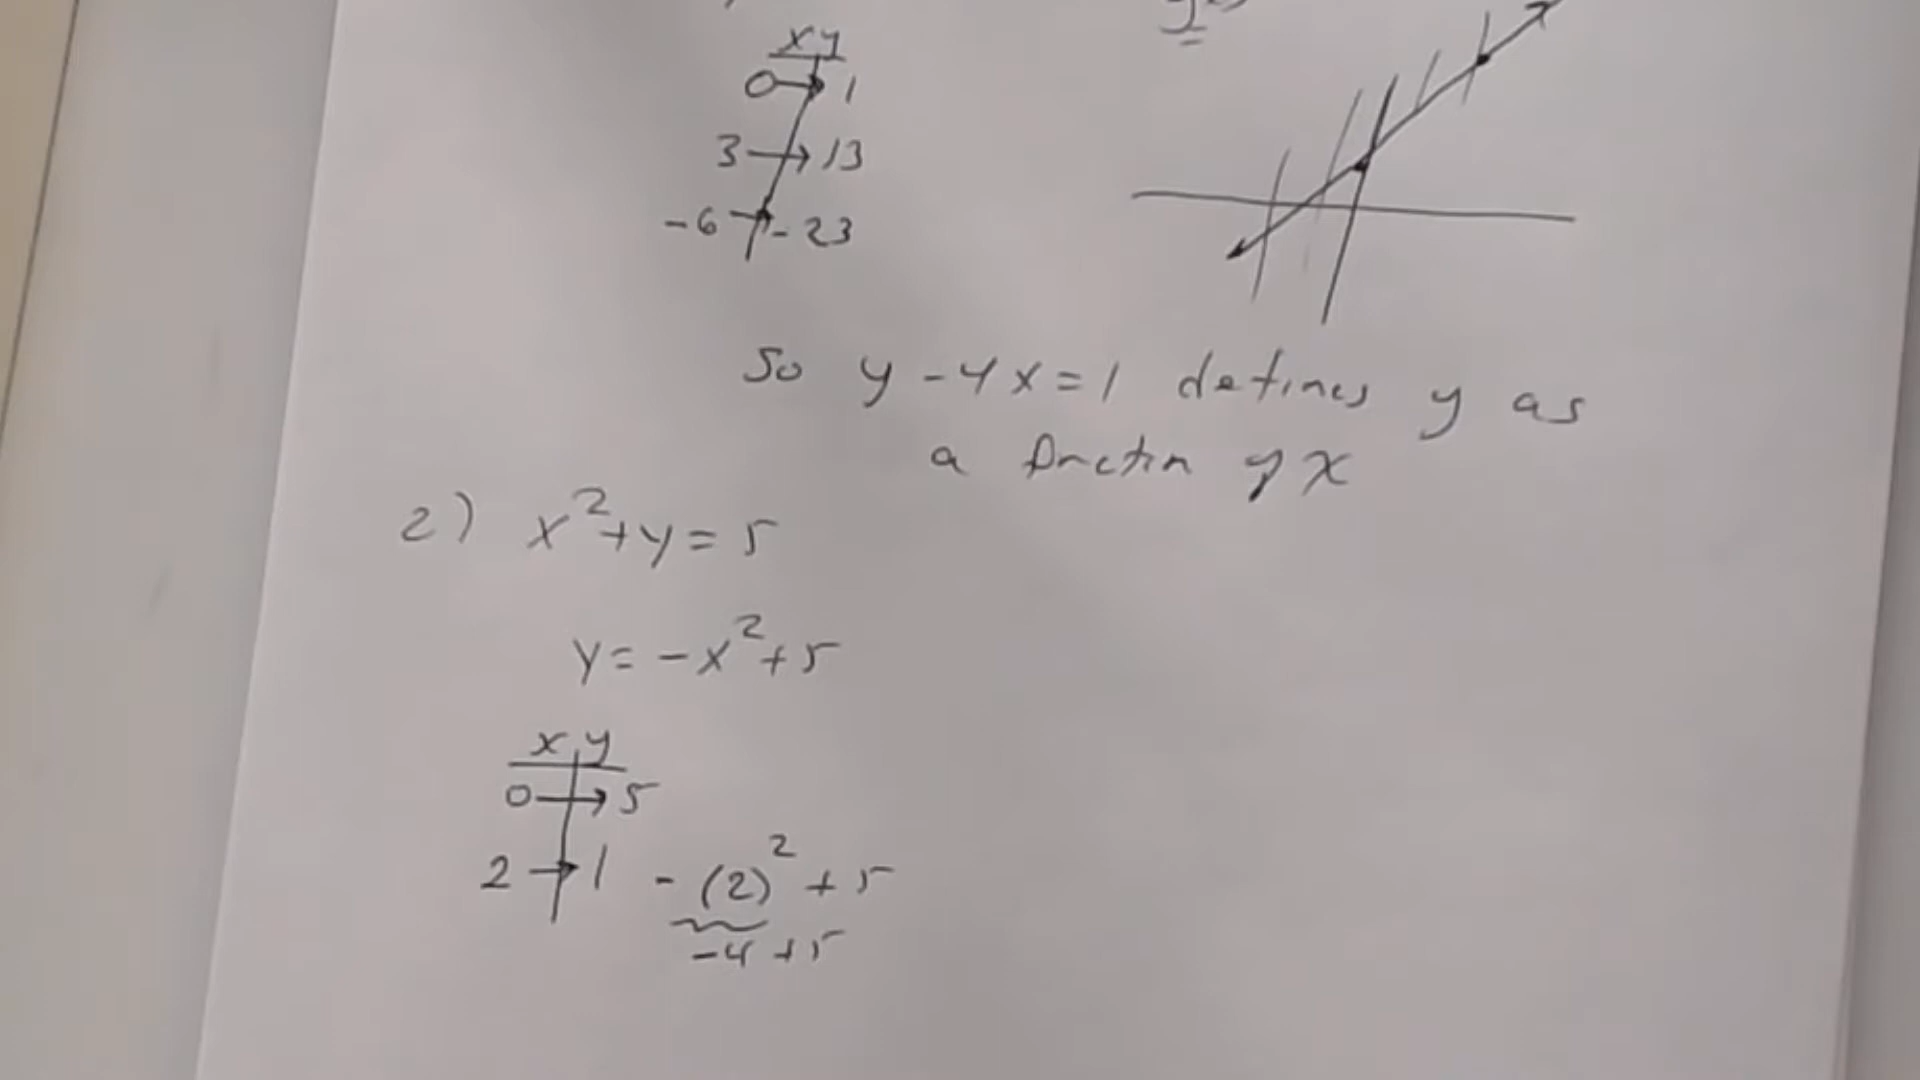 x y
0 → 1
3 → 13
-6 → -23
So y - 4x = 1 defines y as
a function of x
2) x² + y = 5
y = -x² + 5
x y
0 → 5
2 → 1 - (2)² + 5
-4 + 5